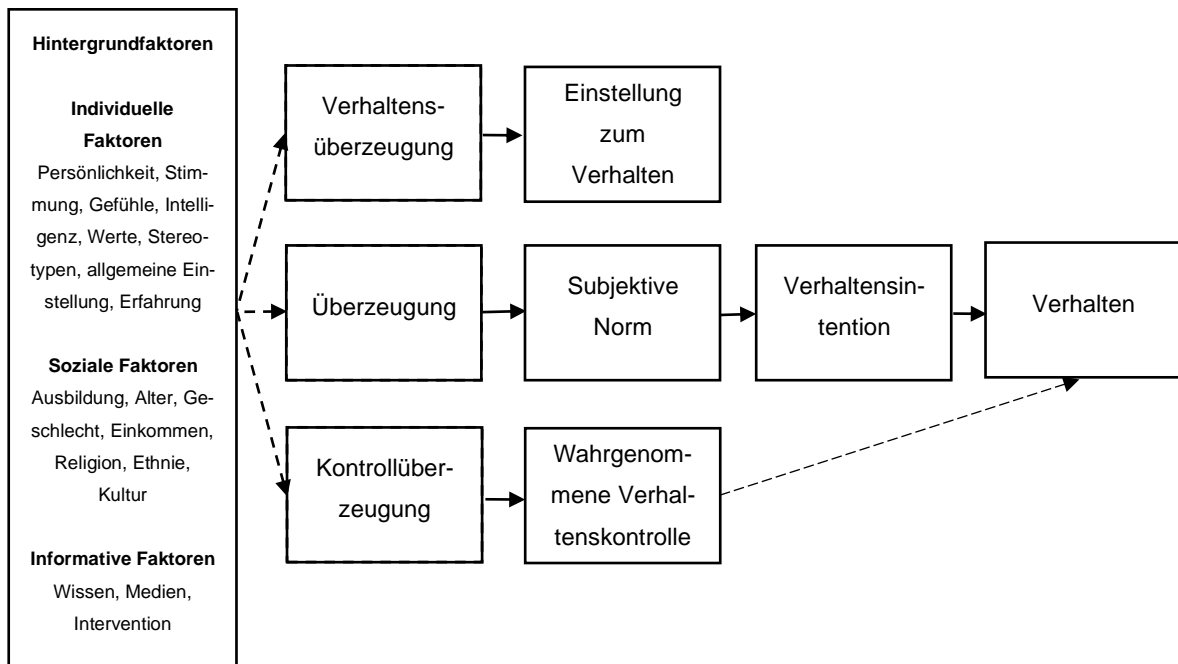 Hintergrundfaktoren
Individuelle
Faktoren
Persönlichkeit, Stim-
mung, Gefühle, Intelli-
genz, Werte, Stereo-
typen, allgemeine Ein-
stellung, Erfahrung
Soziale Faktoren
Ausbildung, Alter, Ge-
schlecht, Einkommen,
Religion, Ethnie,
Kultur
Informative Faktoren
Wissen, Medien,
Intervention
Verhaltens-
überzeugung
Einstellung
zum
Verhalten
Überzeugung
Subjektive
Norm
Verhaltensin-
tention
Verhalten
Kontrollüber-
zeugung
Wahrgenom-
mene Verhal-
tenskontrolle